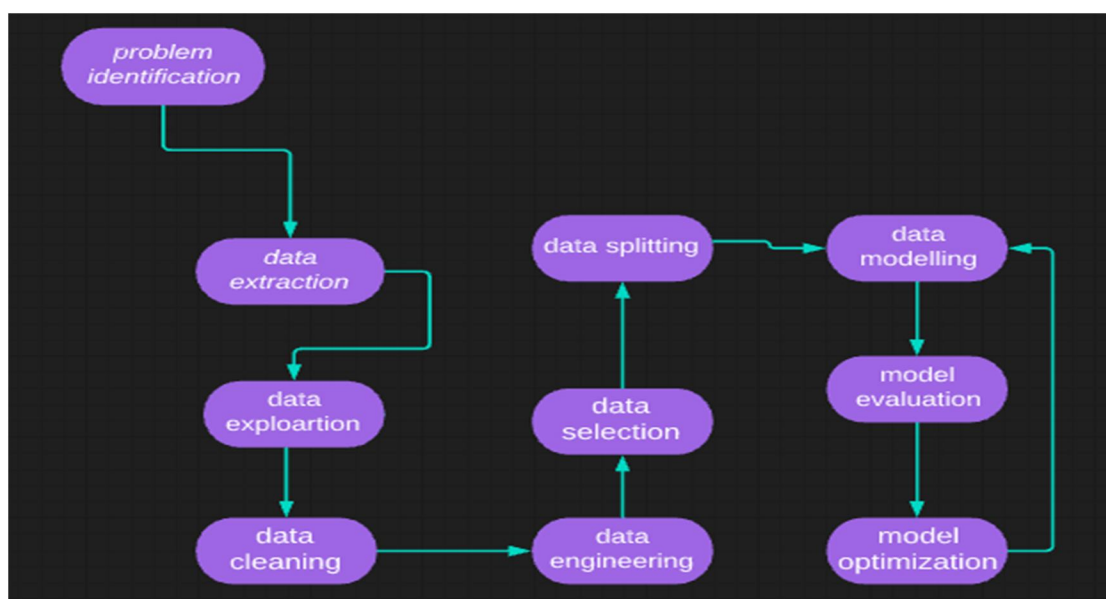 problem
identification
data
extraction
data
exploartion
data
cleaning
data
engineering
data
selection
data splitting
data
modelling
model
evaluation
model
optimization